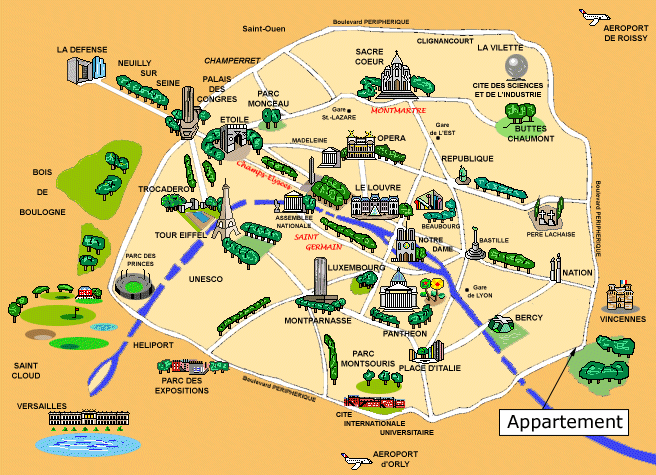 Saint-Ouen
Boulevard PERIPHERIQUE
AEROPORT
DE ROISSY
LA DEFENSE
NEUILLY
SUR
SEINE
CHAMPERRET
PALAIS
DES
CONGRES
SACRE
COEUR
CLIGNANCOURT
LA VILETTE
CITE DES SCIENCES
ET DE L'INDUSTRIE
PARC
MONCEAU
Gare
St.-LAZARE
MONTMARTRE
Gare
de L'EST
BUTTES
CHAUMONT
ETOILE
MADELEINE
OPERA
REPUBLIQUE
BOIS
DE
BOULOGNE
TROCADERO
Champs Elysees
LE LOUVRE
Boulevard PERIPHERIQUE
TOUR EIFFEL
ASSEMBLEE
NATIONALE
BEAUBOURG
PERE LACHAISE
SAINT
GERMAIN
NOTRE
DAME
BASTILLE
PARC DES
PRINCES
UNESCO
LUXEMBOURG
NATION
Gare
de LYON
MONTPARNASSE
PANTHEON
BERCY
VINCENNES
HELIPORT
SAINT
CLOUD
PARC DES
EXPOSITIONS
PARC
MONTSOURIS
PLACE D'ITALIE
Boulevard PERIPHERIQUE
VERSAILLES
CITE
INTERNATIONALE
UNIVERSITAIRE
Appartement
AEROPORT
d'ORLY